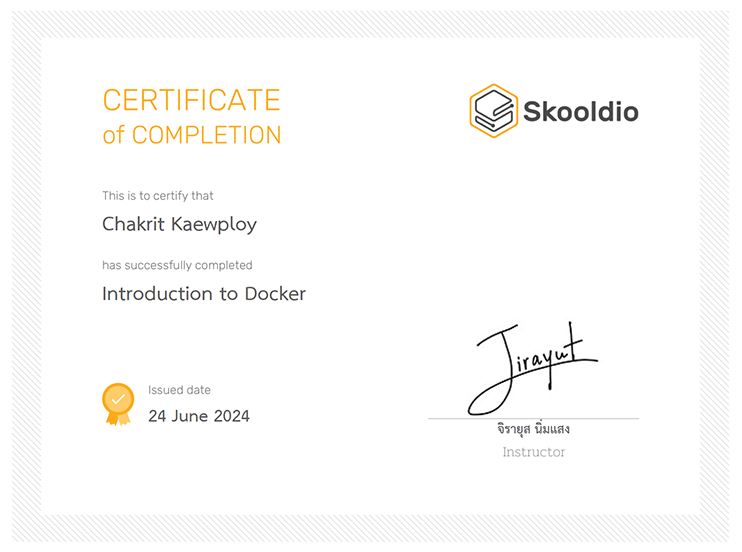 CERTIFICATE
of COMPLETION
Skooldio
This is to certify that
Chakrit Kaewploy
has successfully completed
Introduction to Docker
Issued date
24 June 2024
Jirayut
จิรายุส นิ่มแสง
Instructor